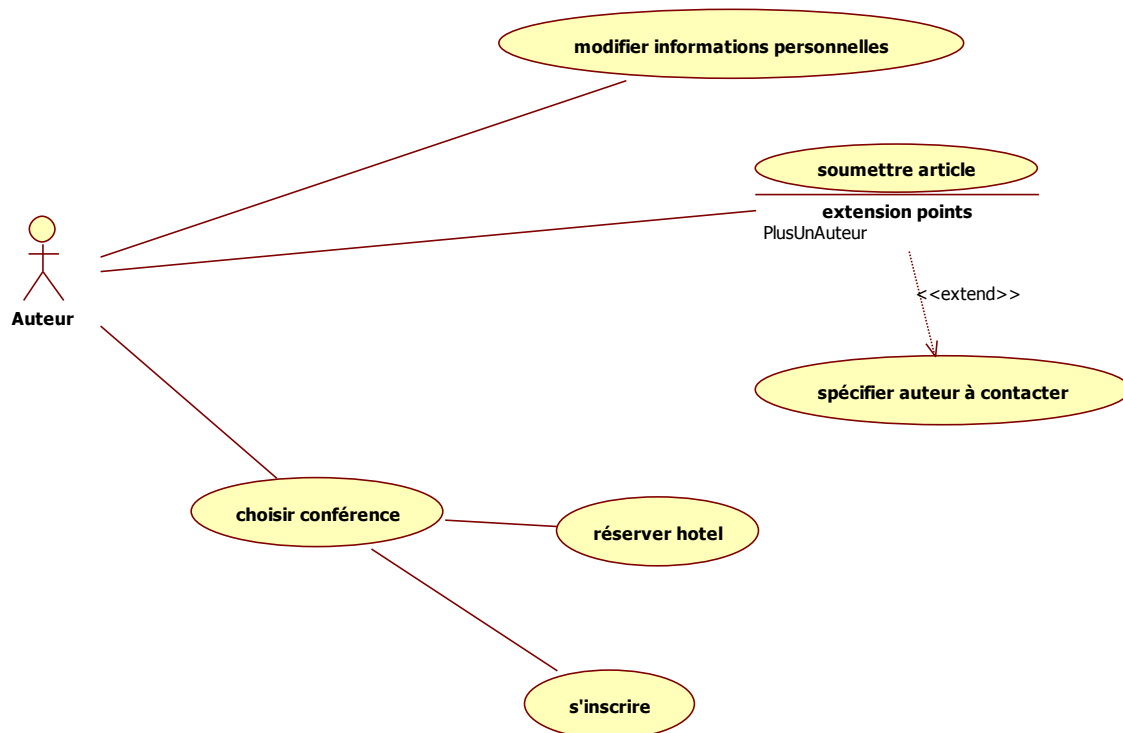 modifier informations personnelles
soumettre article
extension points
PlusUnAuteur
<<extend>>
Auteur
spécifier auteur à contacter
choisir conférence
réserver hotel
s'inscrire